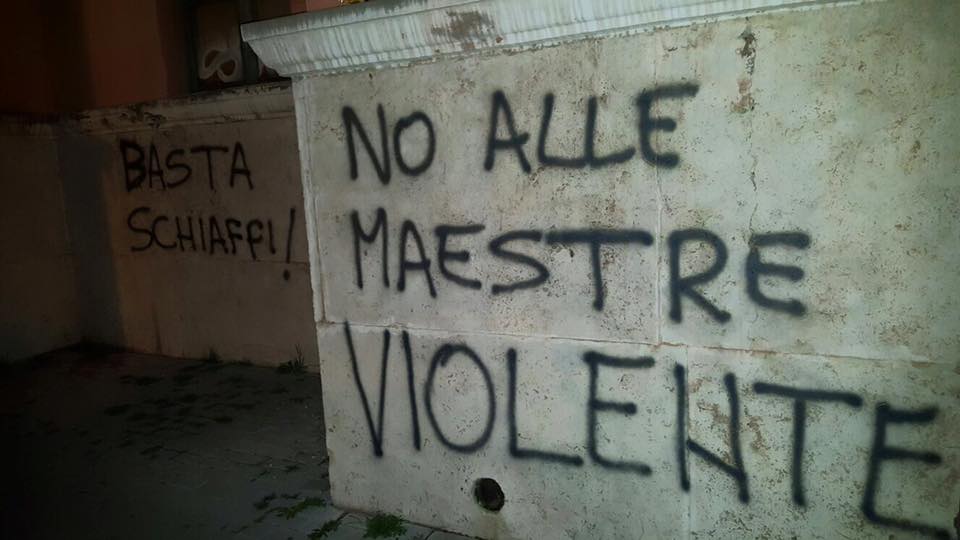 BASTA
SCHIAFFI!
NO ALLE
MAESTRE
VIOLENTE